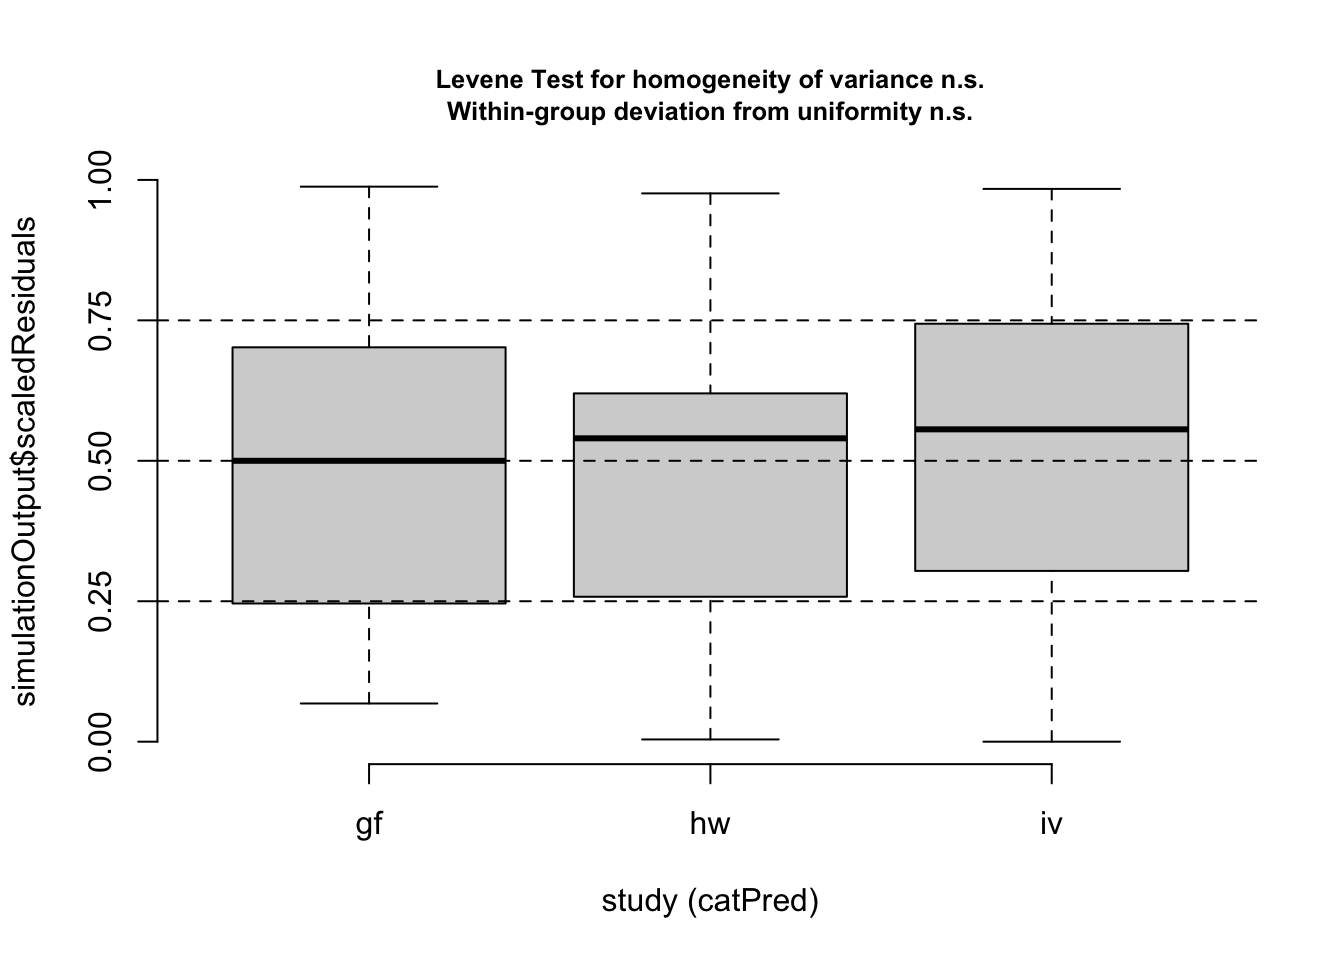 Levene Test for homogeneity of variance n.s.
Within-group deviation from uniformity n.s.
simulationOutput$scaledResiduals
1.00
0.75
0.50
0.25
0.00
gf
hw
iv
study (catPred)